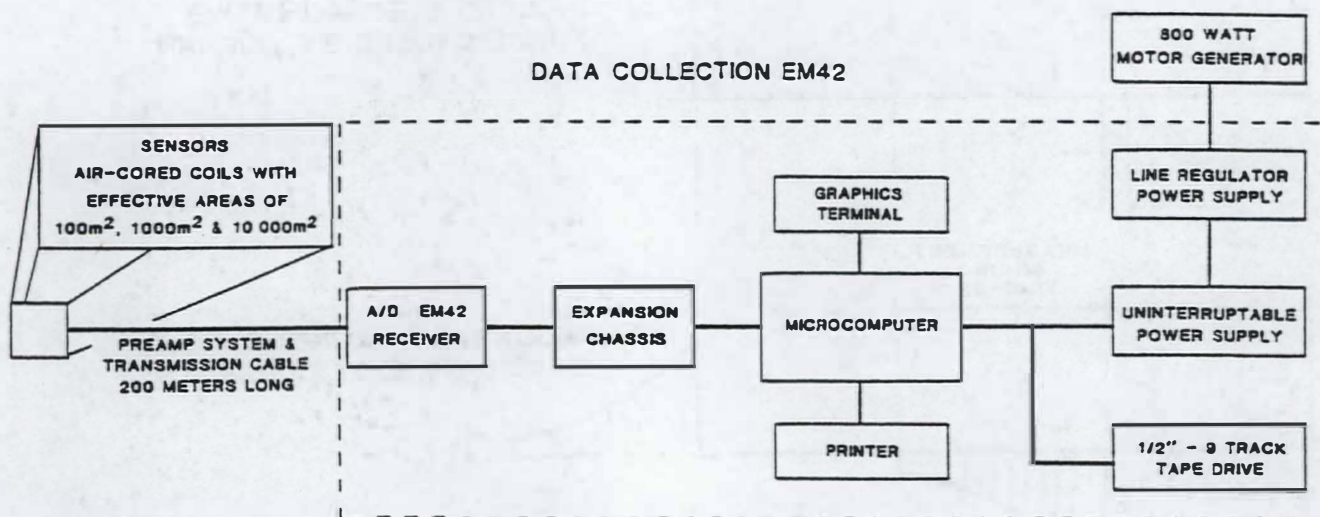 800 WATT
MOTOR GENERATOR
DATA COLLECTION EM42
SENSORS
AIR-CORED COILS WITH
EFFECTIVE AREAS OF
100m², 1000m² & 10 000m²
LINE REGULATOR
POWER SUPPLY
GRAPHICS
TERMINAL
A/D EM42
RECEIVER
EXPANSION
CHASSIS
MICROCOMPUTER
UNINTERRUPTABLE
POWER SUPPLY
PREAMP SYSTEM &
TRANSMISSION CABLE
200 METERS LONG
PRINTER
1/2" - 9 TRACK
TAPE DRIVE